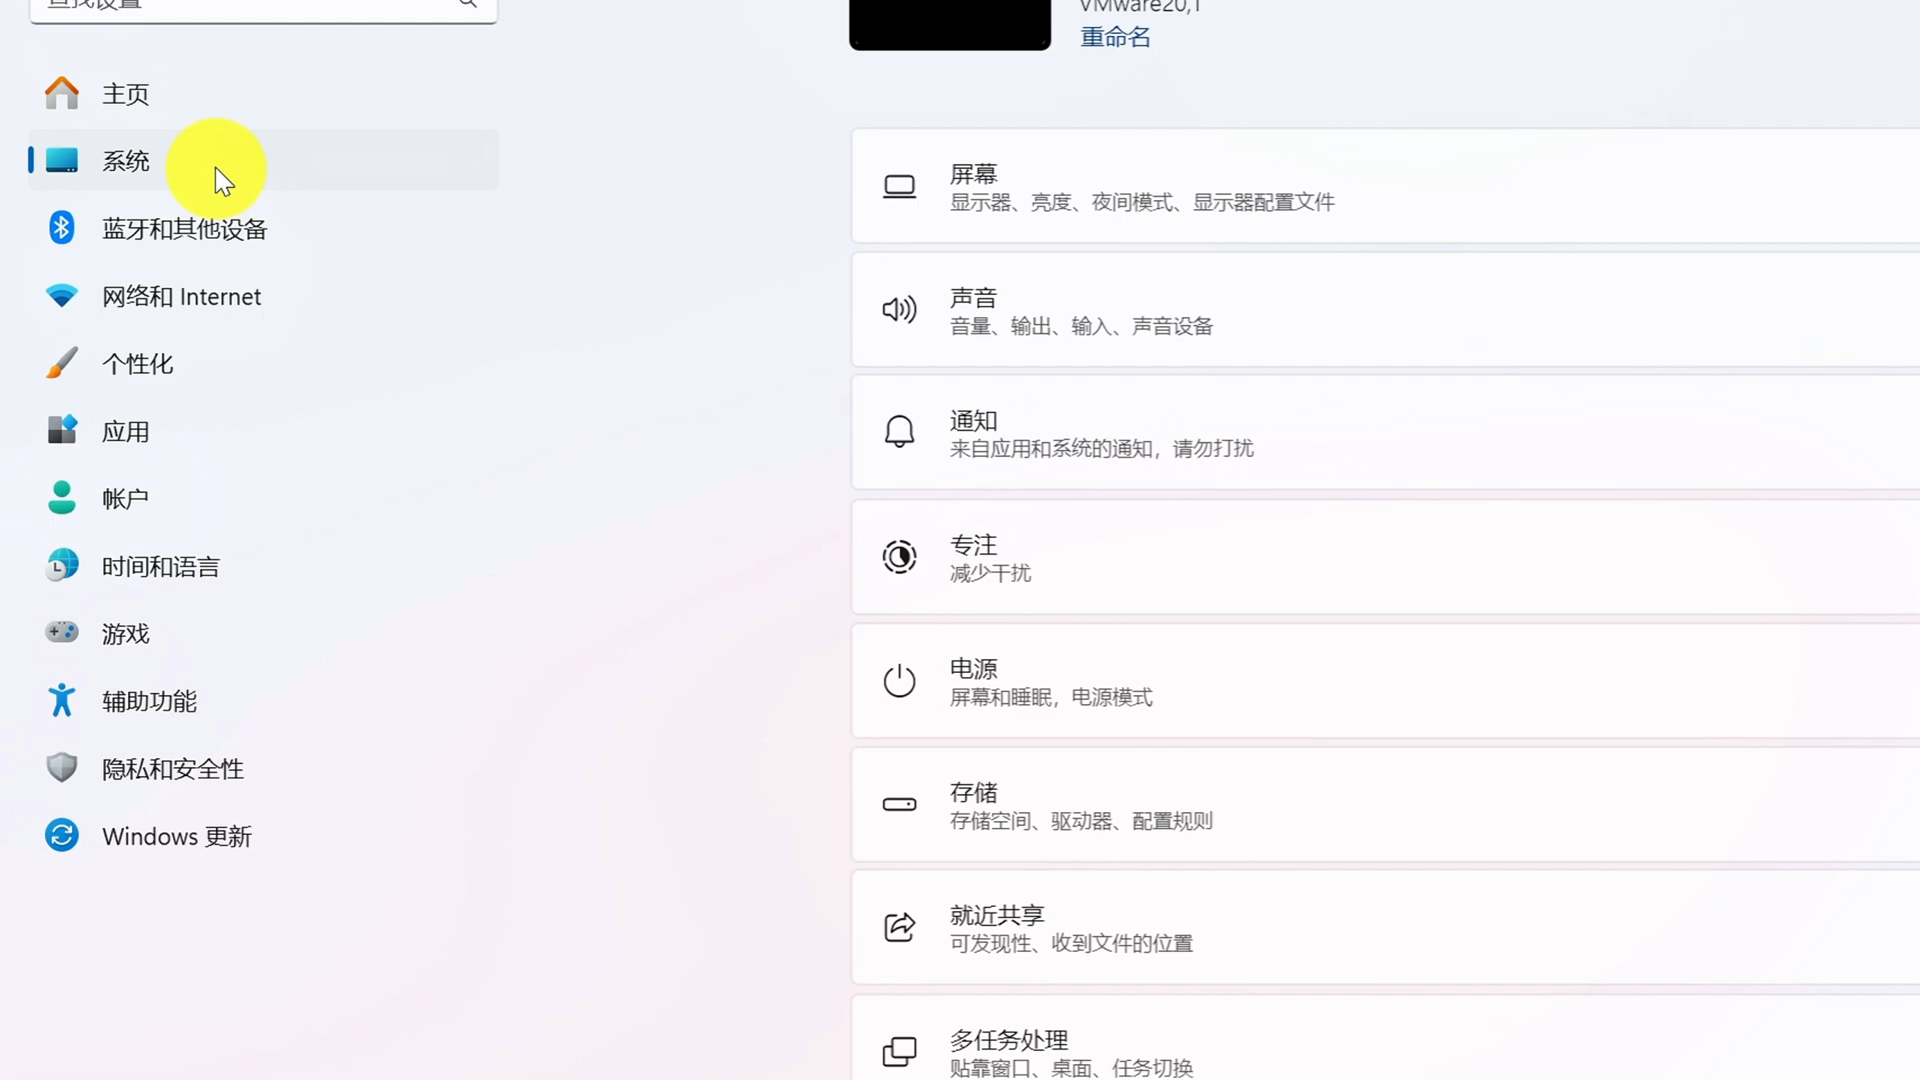 查找设置
主页
系统
蓝牙和其他设备
网络和 Internet
个性化
应用
帐户
时间和语言
游戏
辅助功能
隐私和安全性
Windows 更新
VMware20,1
重命名
屏幕
显示器、亮度、夜间模式、显示器配置文件
声音
音量、输出、输入、声音设备
通知
来自应用和系统的通知，请勿打扰
专注
减少干扰
电源
屏幕和睡眠，电源模式
存储
存储空间、驱动器、配置规则
就近共享
可发现性、收到文件的位置
多任务处理
贴靠窗口、桌面、任务切换